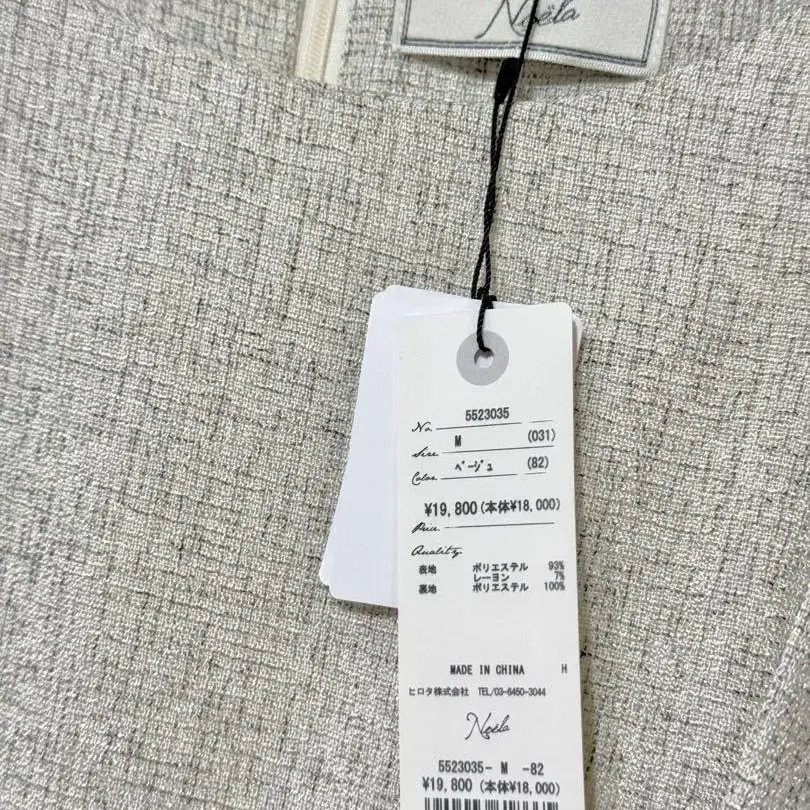 Noëla
No. 5523035
Size M (031)
Color ベージュ (82)
¥19,800(本体¥18,000)
Price
Quality
表地 ポリエステル 93%
レーヨン 7%
裏地 ポリエステル 100%
MADE IN CHINA H
ヒロタ株式会社 TEL/03-6450-3044
Noëla
5523035- M -82
¥19,800(本体¥18,000)